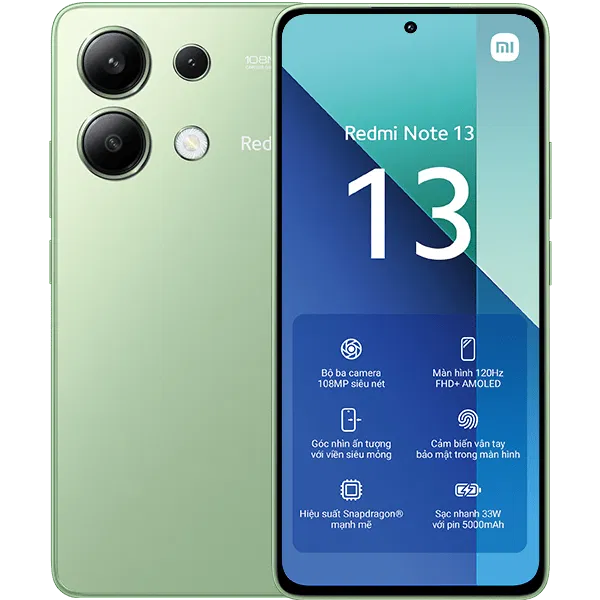 108M
Red
mi
Redmi Note 13
13
Bộ ba camera
108MP siêu nét
Màn hình 120Hz
FHD+ AMOLED
Góc nhìn ấn tượng
với viền siêu mỏng
Cảm biến vân tay
bảo mật trong màn hình
Hiệu suất Snapdragon®
mạnh mẽ
Sạc nhanh 33W
với pin 5000mAh